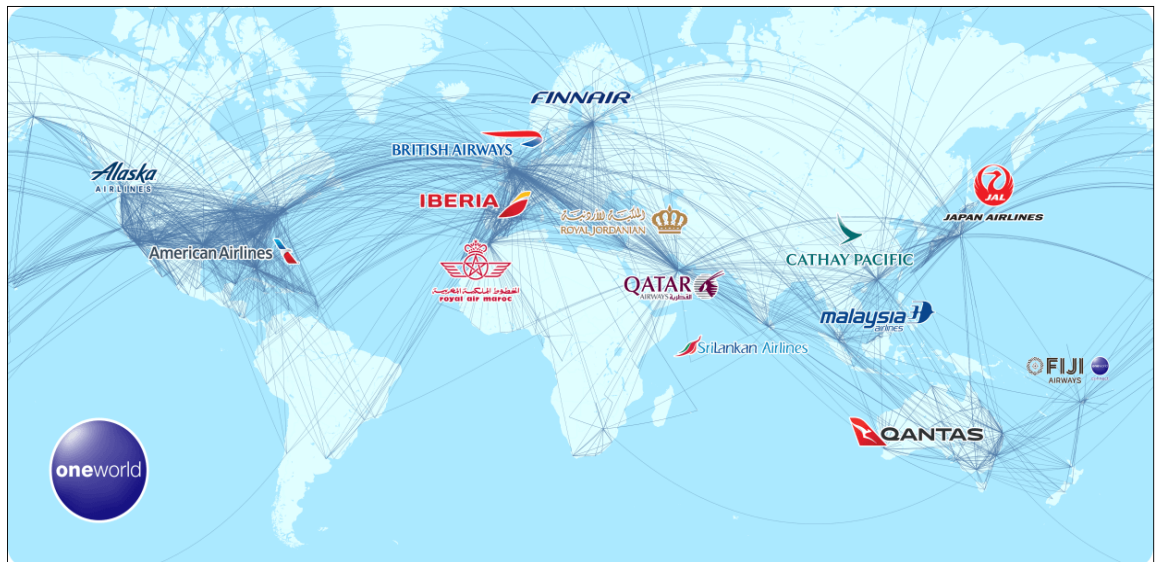 FINNAIR
BRITISH AIRWAYS
Alaska
AIRLINES
IBERIA
JAL
JAPAN AIRLINES
الملكية الأردنية
ROYAL JORDANIAN
American Airlines
CATHAY PACIFIC
QATAR
AIRWAYS القطرية
الخطوط الملكية المغربية
royal air maroc
malaysia
airlines
SriLankan Airlines
FIJI
AIRWAYS
QANTAS
oneworld